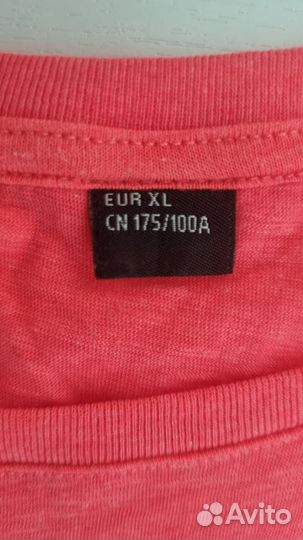 EUR XL
CN 175/100A
Avito